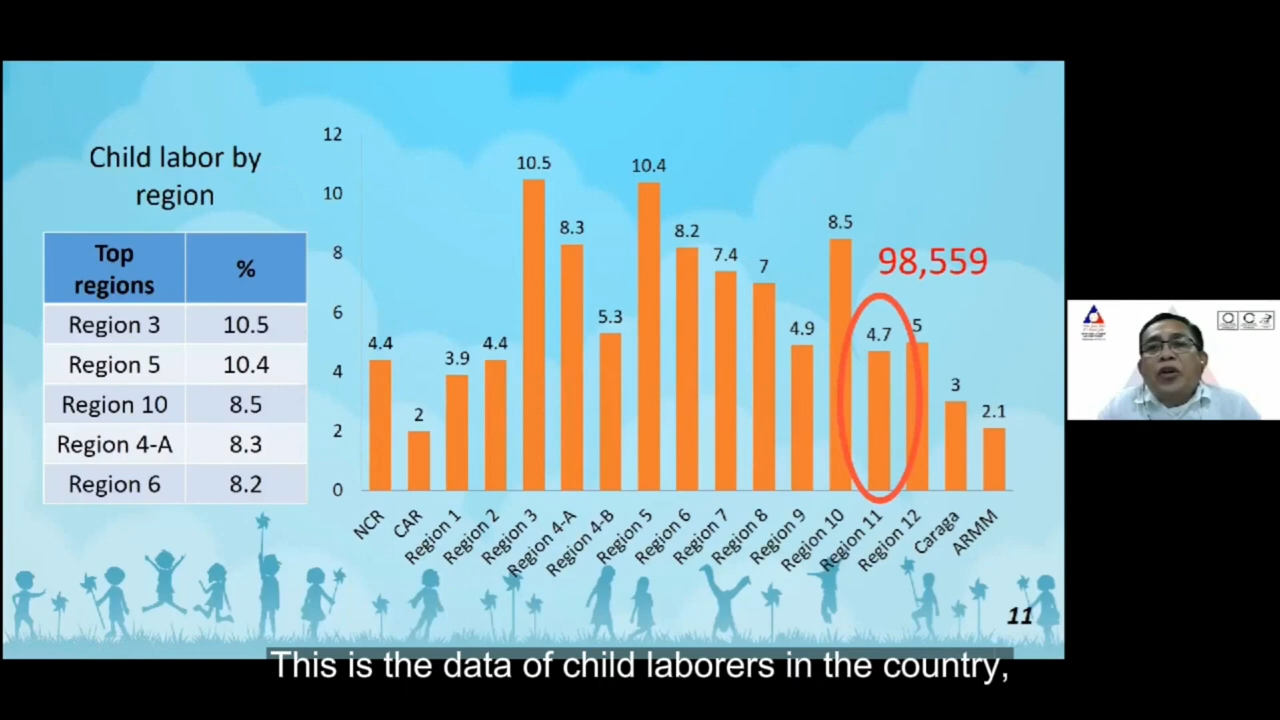 Child labor by
region
Top
regions
%
Region 3 10.5
Region 5 10.4
Region 10 8.5
Region 4-A 8.3
Region 6 8.2
12
10
8
6
4
2
0
4.4
2
3.9
4.4
10.5
8.3
5.3
10.4
8.2
7.4
7
4.9
8.5
4.7
5
3
2.1
98,559
NCR
CAR
Region 1
Region 2
Region 3
Region 4-A
Region 4-B
Region 5
Region 6
Region 7
Region 8
Region 9
Region 10
Region 11
Region 12
Caraga
ARMM
11
This is the data of child laborers in the country,